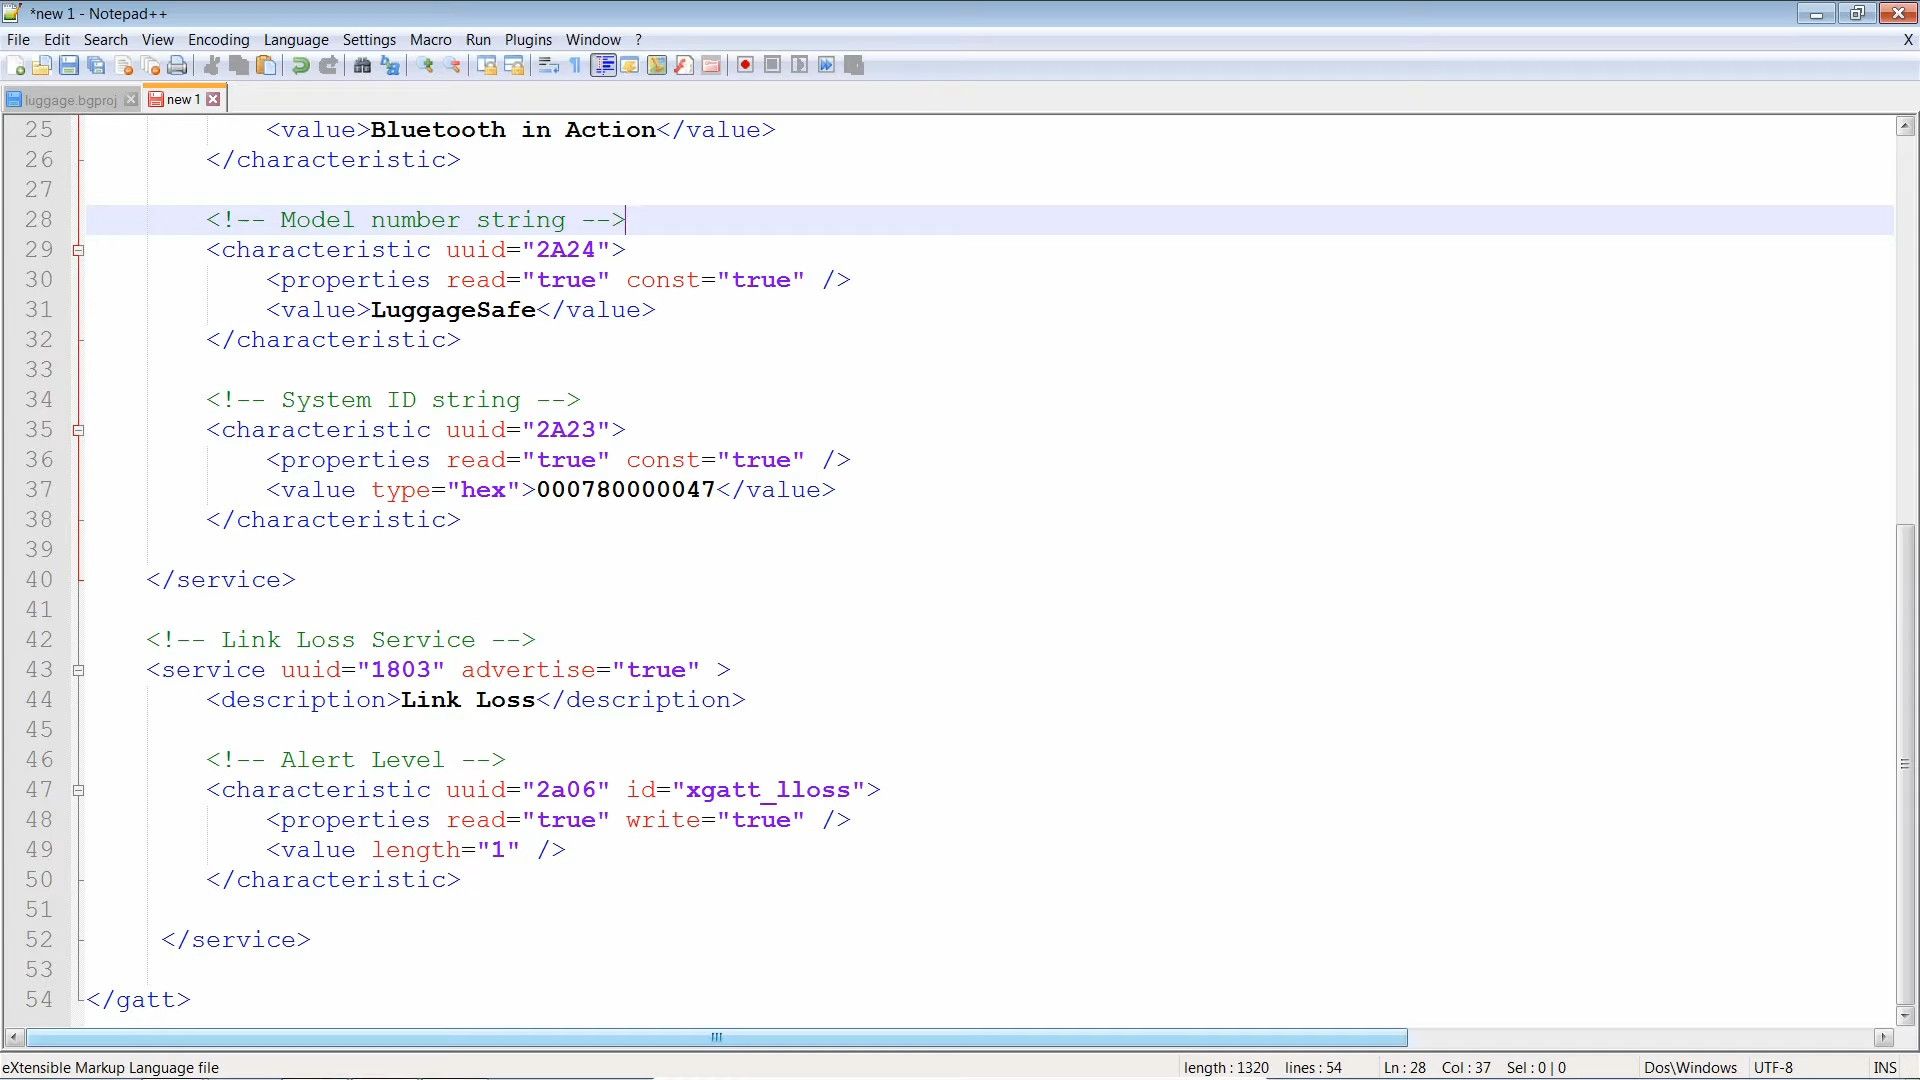 *new 1 - Notepad++
File Edit Search View Encoding Language Settings Macro Run Plugins Window ? X
luggage.bgproj new 1
25 <value>Bluetooth in Action</value>
26 </characteristic>
27
28 <!-- Model number string -->
29 <characteristic uuid="2A24">
30 <properties read="true" const="true" />
31 <value>LuggageSafe</value>
32 </characteristic>
33
34 <!-- System ID string -->
35 <characteristic uuid="2A23">
36 <properties read="true" const="true" />
37 <value type="hex">000780000047</value>
38 </characteristic>
39
40 </service>
41
42 <!-- Link Loss Service -->
43 <service uuid="1803" advertise="true" >
44 <description>Link Loss</description>
45
46 <!-- Alert Level -->
47 <characteristic uuid="2a06" id="xgatt_lloss">
48 <properties read="true" write="true" />
49 <value length="1" />
50 </characteristic>
51
52 </service>
53
54 </gatt>
eXtensible Markup Language file length : 1320 lines : 54 Ln : 28 Col : 37 Sel : 0 | 0 Dos\Windows UTF-8 INS